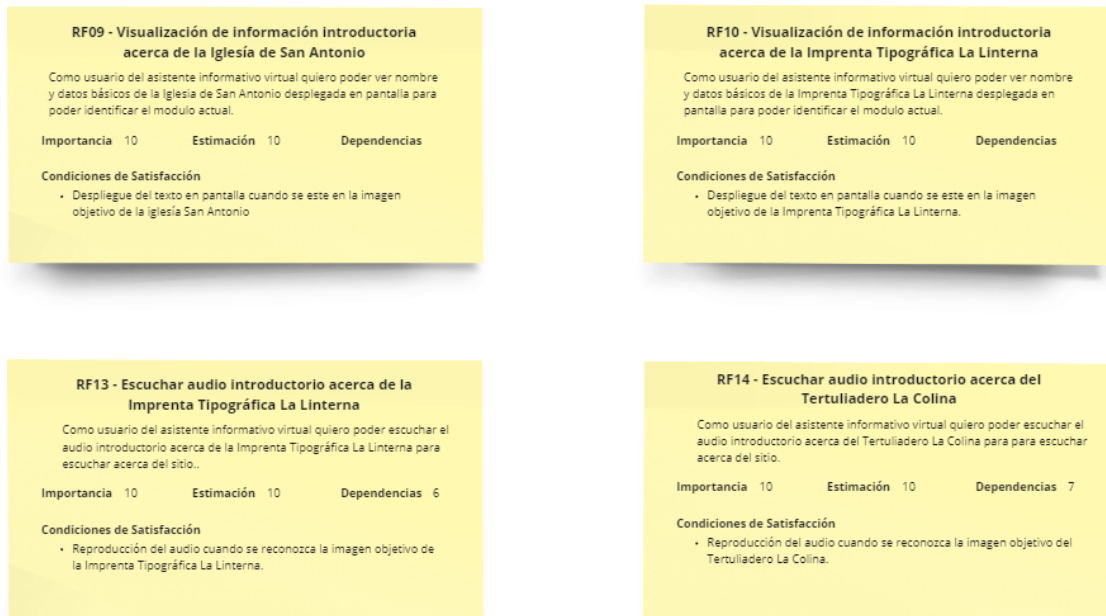 RF09 - Visualización de información introductoria
acerca de la Iglesía de San Antonio
Como usuario del asistente informativo virtual quiero poder ver nombre
y datos básicos de la Iglesia de San Antonio desplegada en pantalla para
poder identificar el modulo actual.
Importancia 10 Estimación 10 Dependencias
Condiciones de Satisfacción
• Despliegue del texto en pantalla cuando se este en la imagen
objetivo de la iglesía San Antonio
RF10 - Visualización de información introductoria
acerca de la Imprenta Tipográfica La Linterna
Como usuario del asistente informativo virtual quiero poder ver nombre
y datos básicos de la Imprenta Tipográfica La Linterna desplegada en
pantalla para poder identificar el modulo actual.
Importancia 10 Estimación 10 Dependencias
Condiciones de Satisfacción
• Despliegue del texto en pantalla cuando se este en la imagen
objetivo de la Imprenta Tipográfica La Linterna.
RF13 - Escuchar audio introductorio acerca de la
Imprenta Tipográfica La Linterna
Como usuario del asistente informativo virtual quiero poder escuchar el
audio introductorio acerca de la Imprenta Tipográfica La Linterna para
escuchar acerca del sitio..
Importancia 10 Estimación 10 Dependencias 6
Condiciones de Satisfacción
• Reproducción del audio cuando se reconozca la imagen objetivo de
la Imprenta Tipográfica La Linterna.
RF14 - Escuchar audio introductorio acerca del
Tertuliadero La Colina
Como usuario del asistente informativo virtual quiero poder escuchar el
audio introductorio acerca del Tertuliadero La Colina para para escuchar
acerca del sitio.
Importancia 10 Estimación 10 Dependencias 7
Condiciones de Satisfacción
• Reproducción del audio cuando se reconozca la imagen objetivo del
Tertuliadero La Colina.